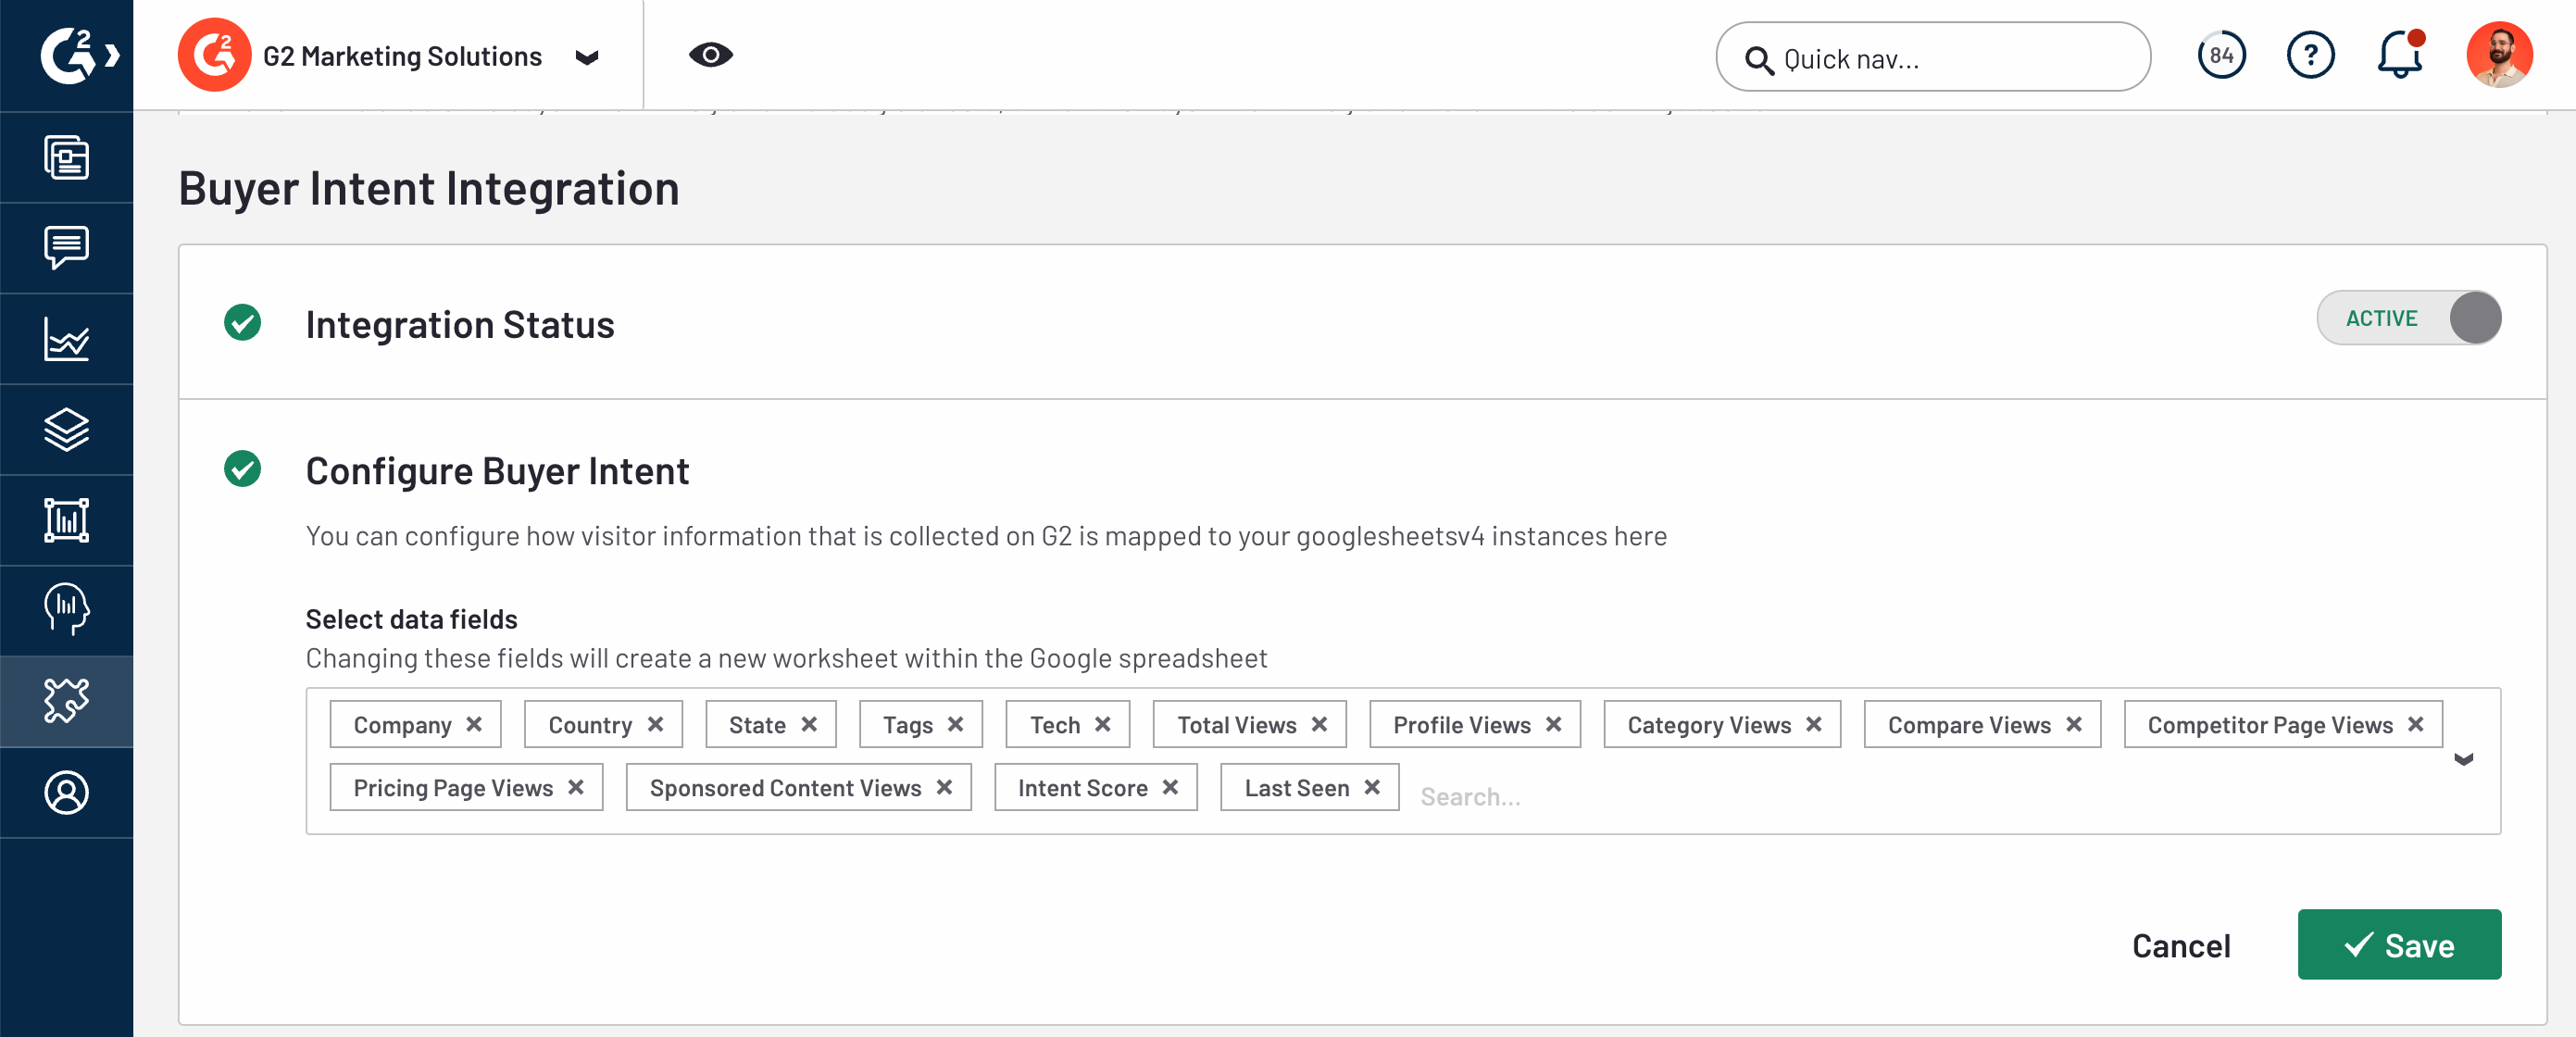 G2 Marketing Solutions
Quick nav...
84
?
Buyer Intent Integration
Integration Status
ACTIVE
Configure Buyer Intent
You can configure how visitor information that is collected on G2 is mapped to your googlesheetsv4 instances here
Select data fields
Changing these fields will create a new worksheet within the Google spreadsheet
Company × Country × State × Tags × Tech × Total Views × Profile Views × Category Views × Compare Views × Competitor Page Views ×
Pricing Page Views × Sponsored Content Views × Intent Score × Last Seen × Search...
Cancel Save